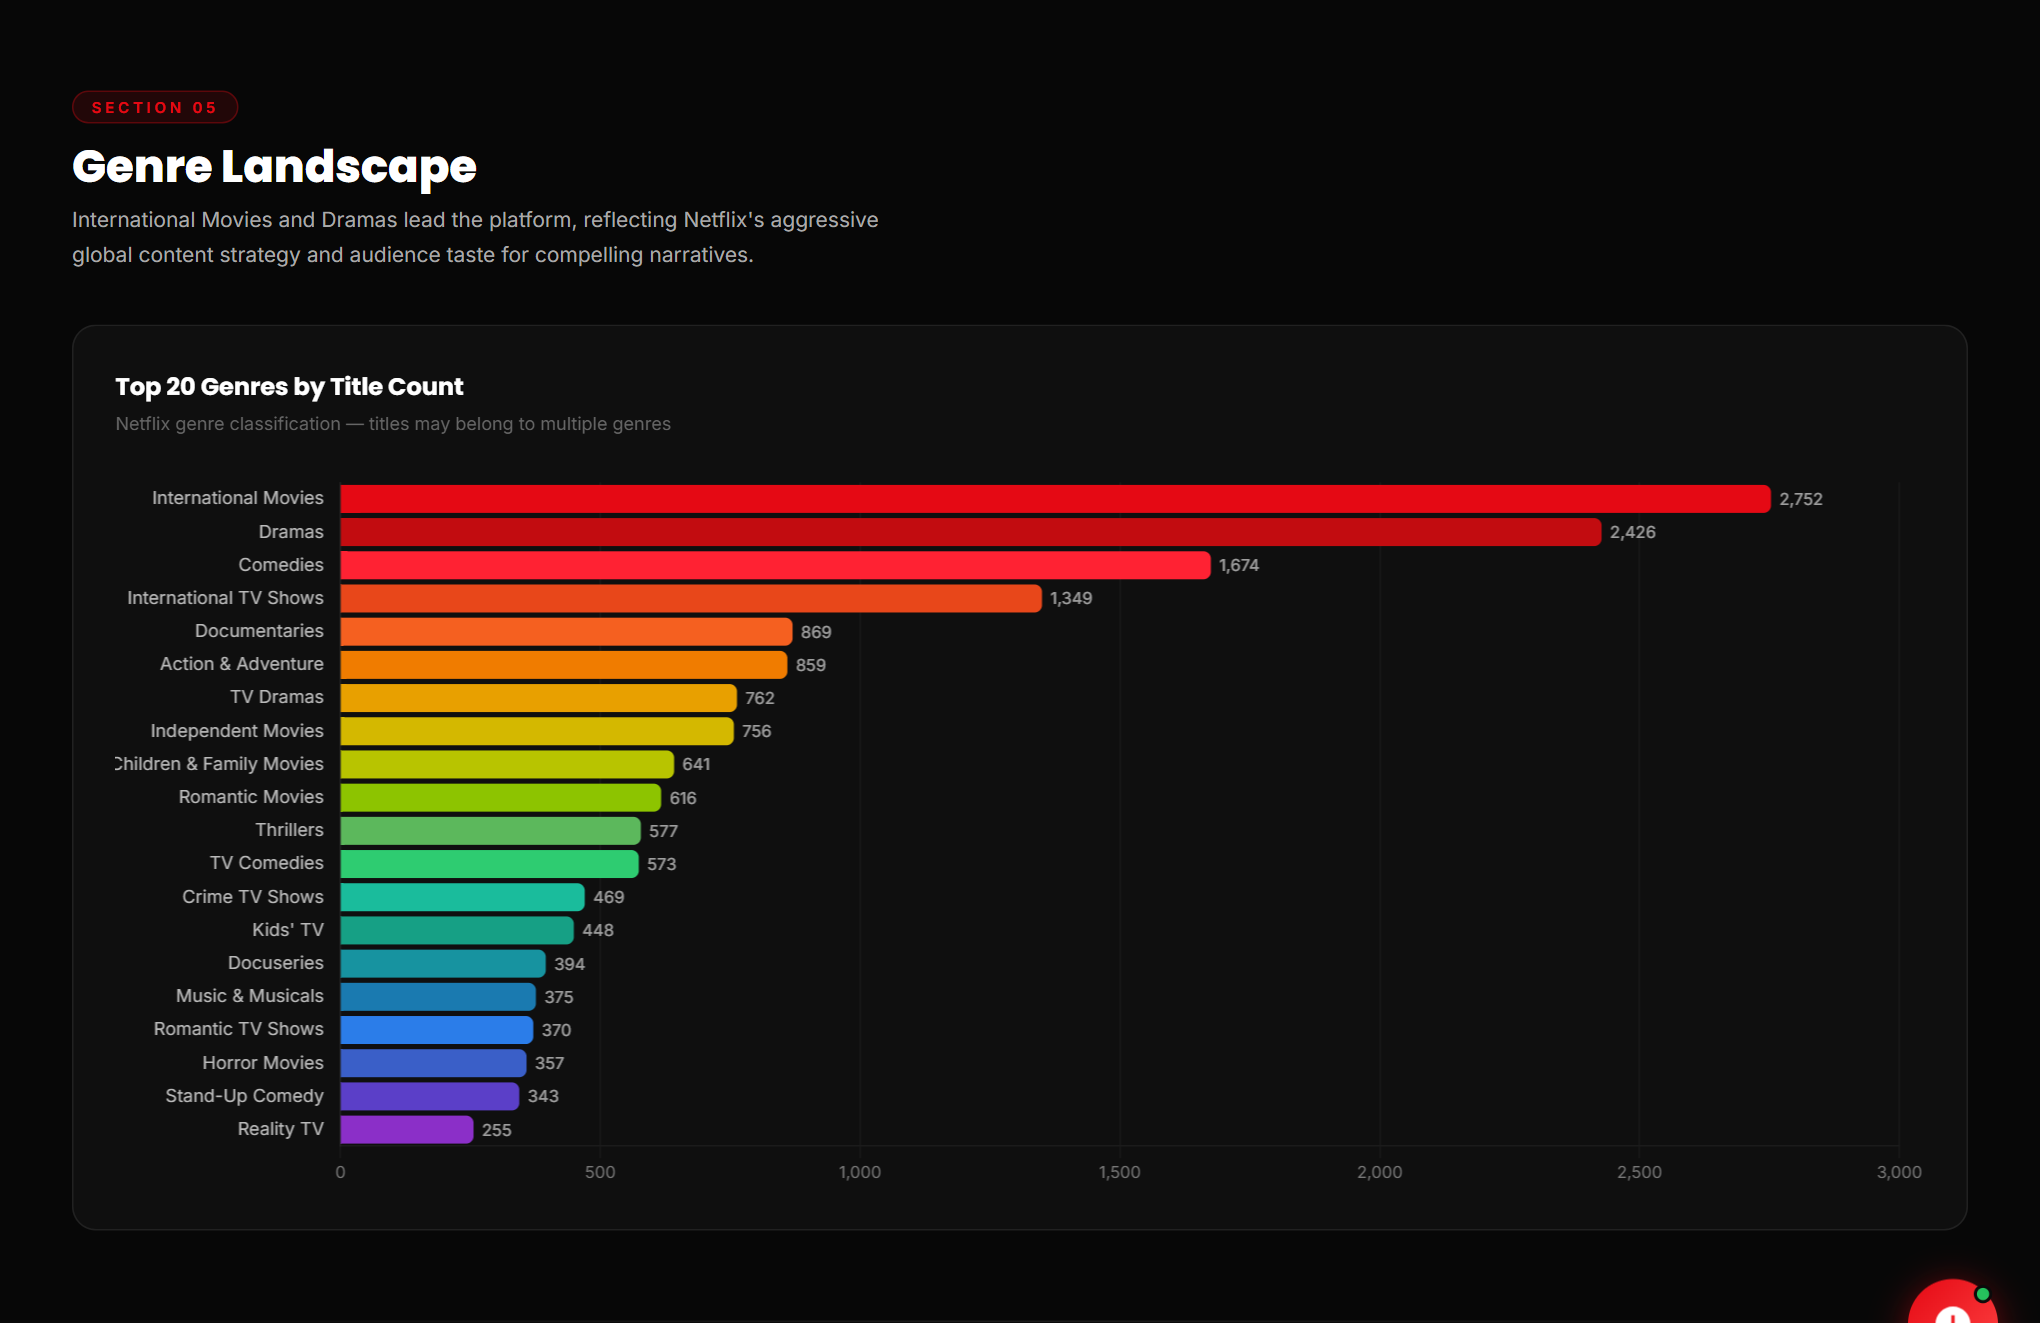 SECTION 05
Genre Landscape
International Movies and Dramas lead the platform, reflecting Netflix's aggressive
global content strategy and audience taste for compelling narratives.
Top 20 Genres by Title Count
Netflix genre classification — titles may belong to multiple genres
International Movies 2,752
Dramas 2,426
Comedies 1,674
International TV Shows 1,349
Documentaries 869
Action & Adventure 859
TV Dramas 762
Independent Movies 756
Children & Family Movies 641
Romantic Movies 616
Thrillers 577
TV Comedies 573
Crime TV Shows 469
Kids' TV 448
Docuseries 394
Music & Musicals 375
Romantic TV Shows 370
Horror Movies 357
Stand-Up Comedy 343
Reality TV 255
0 500 1,000 1,500 2,000 2,500 3,000